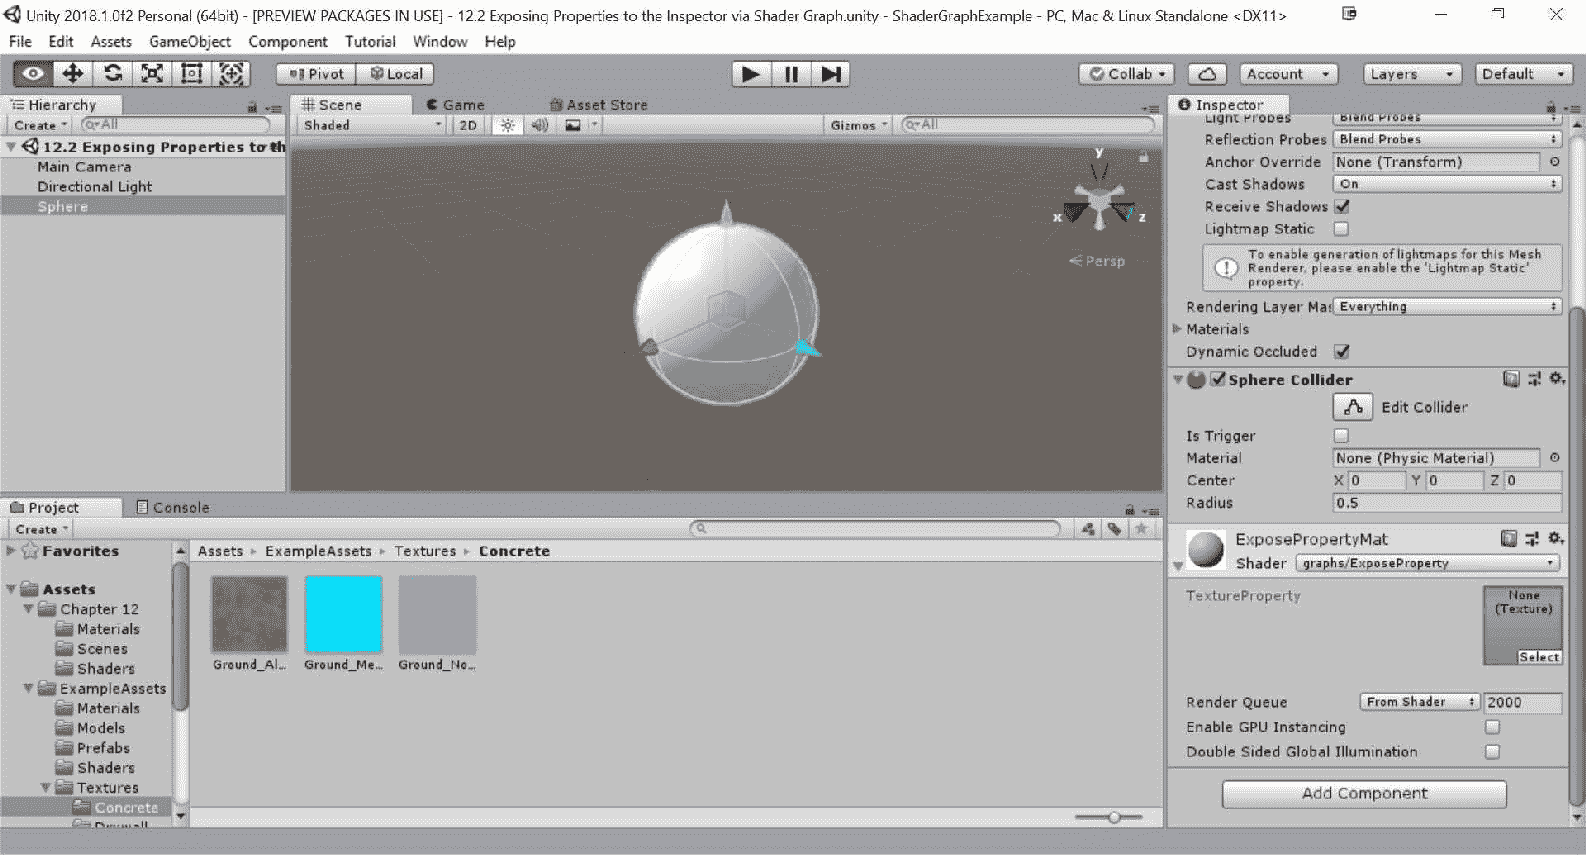 Unity 2018.1.0f2 Personal (64bit) - [PREVIEW PACKAGES IN USE] - 12.2 Exposing Properties to the Inspector via Shader Graph.unity - ShaderGraphExample - PC, Mac & Linux Standalone <DX11>
File Edit Assets GameObject Component Tutorial Window Help
Pivot Local Collab Account Layers Default
Hierarchy
Create All
12.2 Exposing Properties to th
Main Camera
Directional Light
Sphere
Scene Game Asset Store
Shaded 2D Gizmos All
y
x z
Persp
Inspector
Light Probes Blend Probes
Reflection Probes Blend Probes
Anchor Override None (Transform)
Cast Shadows On
Receive Shadows
Lightmap Static
To enable generation of lightmaps for this Mesh
Renderer, please enable the 'Lightmap Static'
property.
Rendering Layer Mas Everything
Materials
Dynamic Occluded
Sphere Collider
Edit Collider
Is Trigger
Material None (Physic Material)
Center X 0 Y 0 Z 0
Radius 0.5
ExposePropertyMat
Shader graphs/ExposeProperty
TextureProperty None
(Texture)
Select
Render Queue From Shader 2000
Enable GPU Instancing
Double Sided Global Illumination
Add Component
Project Console
Create
Favorites
Assets
Chapter 12
Materials
Scenes
Shaders
ExampleAssets
Materials
Models
Prefabs
Shaders
Textures
Concrete
Drywall
Assets ExampleAssets Textures Concrete
Ground_Al... Ground_Me... Ground_No...